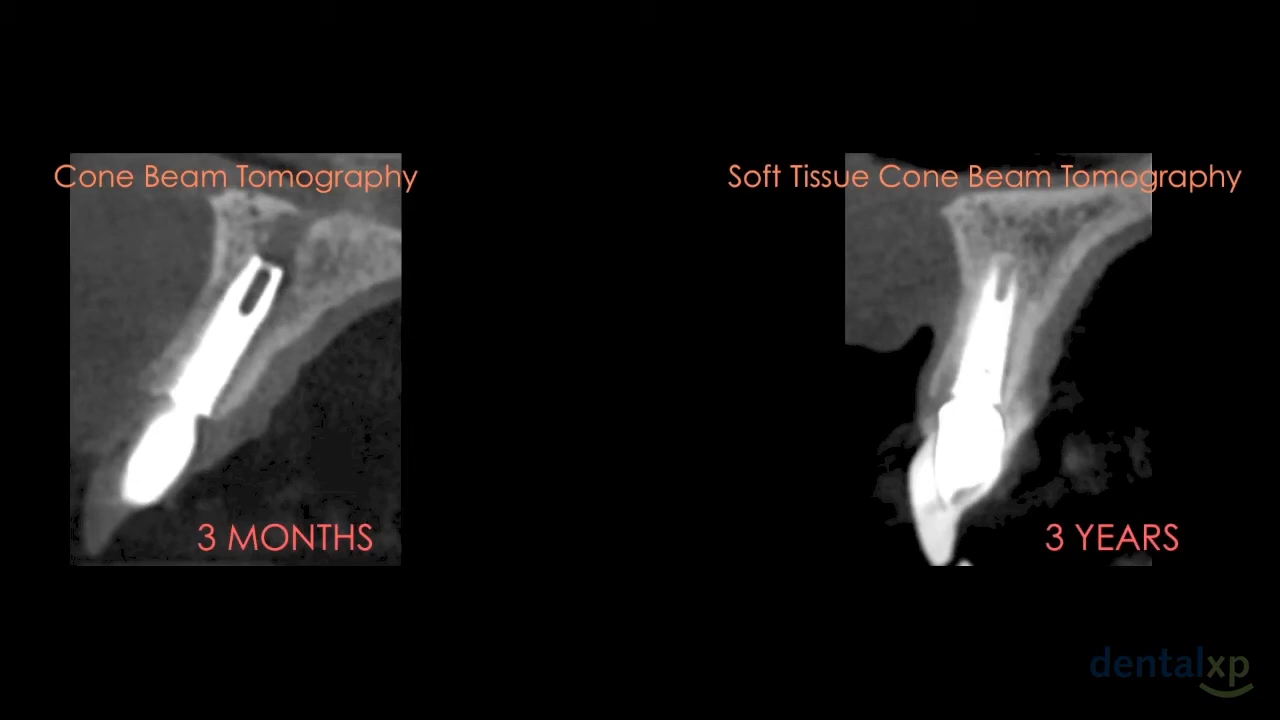 Cone Beam Tomography
Soft Tissue Cone Beam Tomography
3 MONTHS
3 YEARS
dentalxp